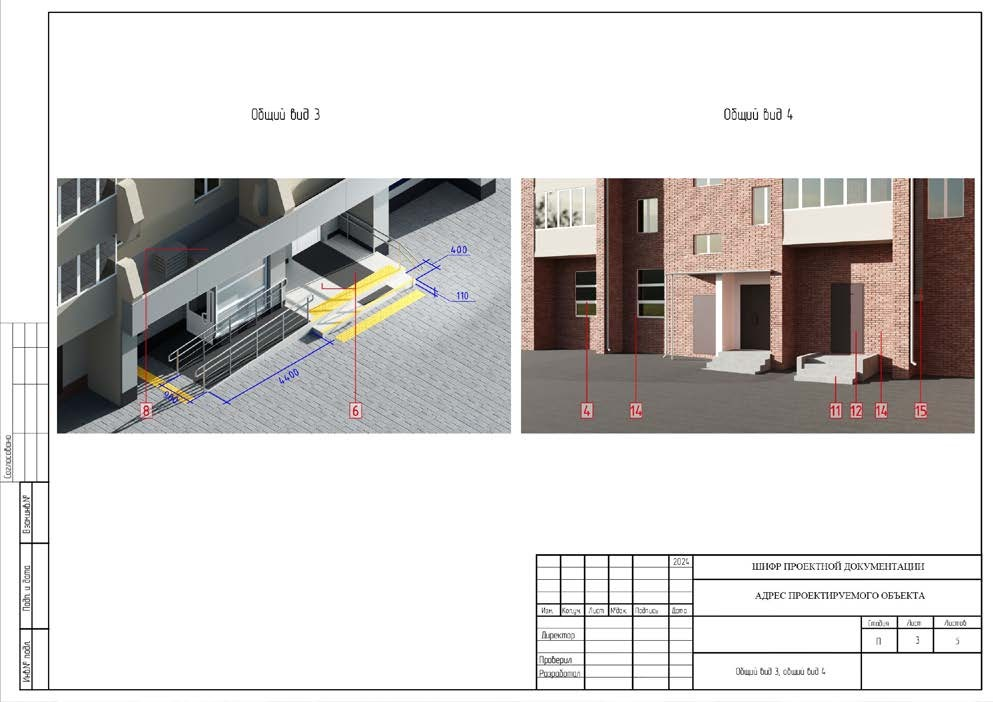 Общий вид 3
Общий вид 4
400
110
4400
8
6
4
14
11
12
14
15
Согласовано
Взам.инв.№
Подп. и дата
Инв.№ подл.
2024
ШИФР ПРОЕКТНОЙ ДОКУМЕНТАЦИИ
АДРЕС ПРОЕКТИРУЕМОГО ОБЪЕКТА
Изм. Кол.уч. Лист №док. Подпись Дата
Стадия Лист Листов
Директор
П 3 5
Проверил
Разработал
Общий вид 3, общий вид 4